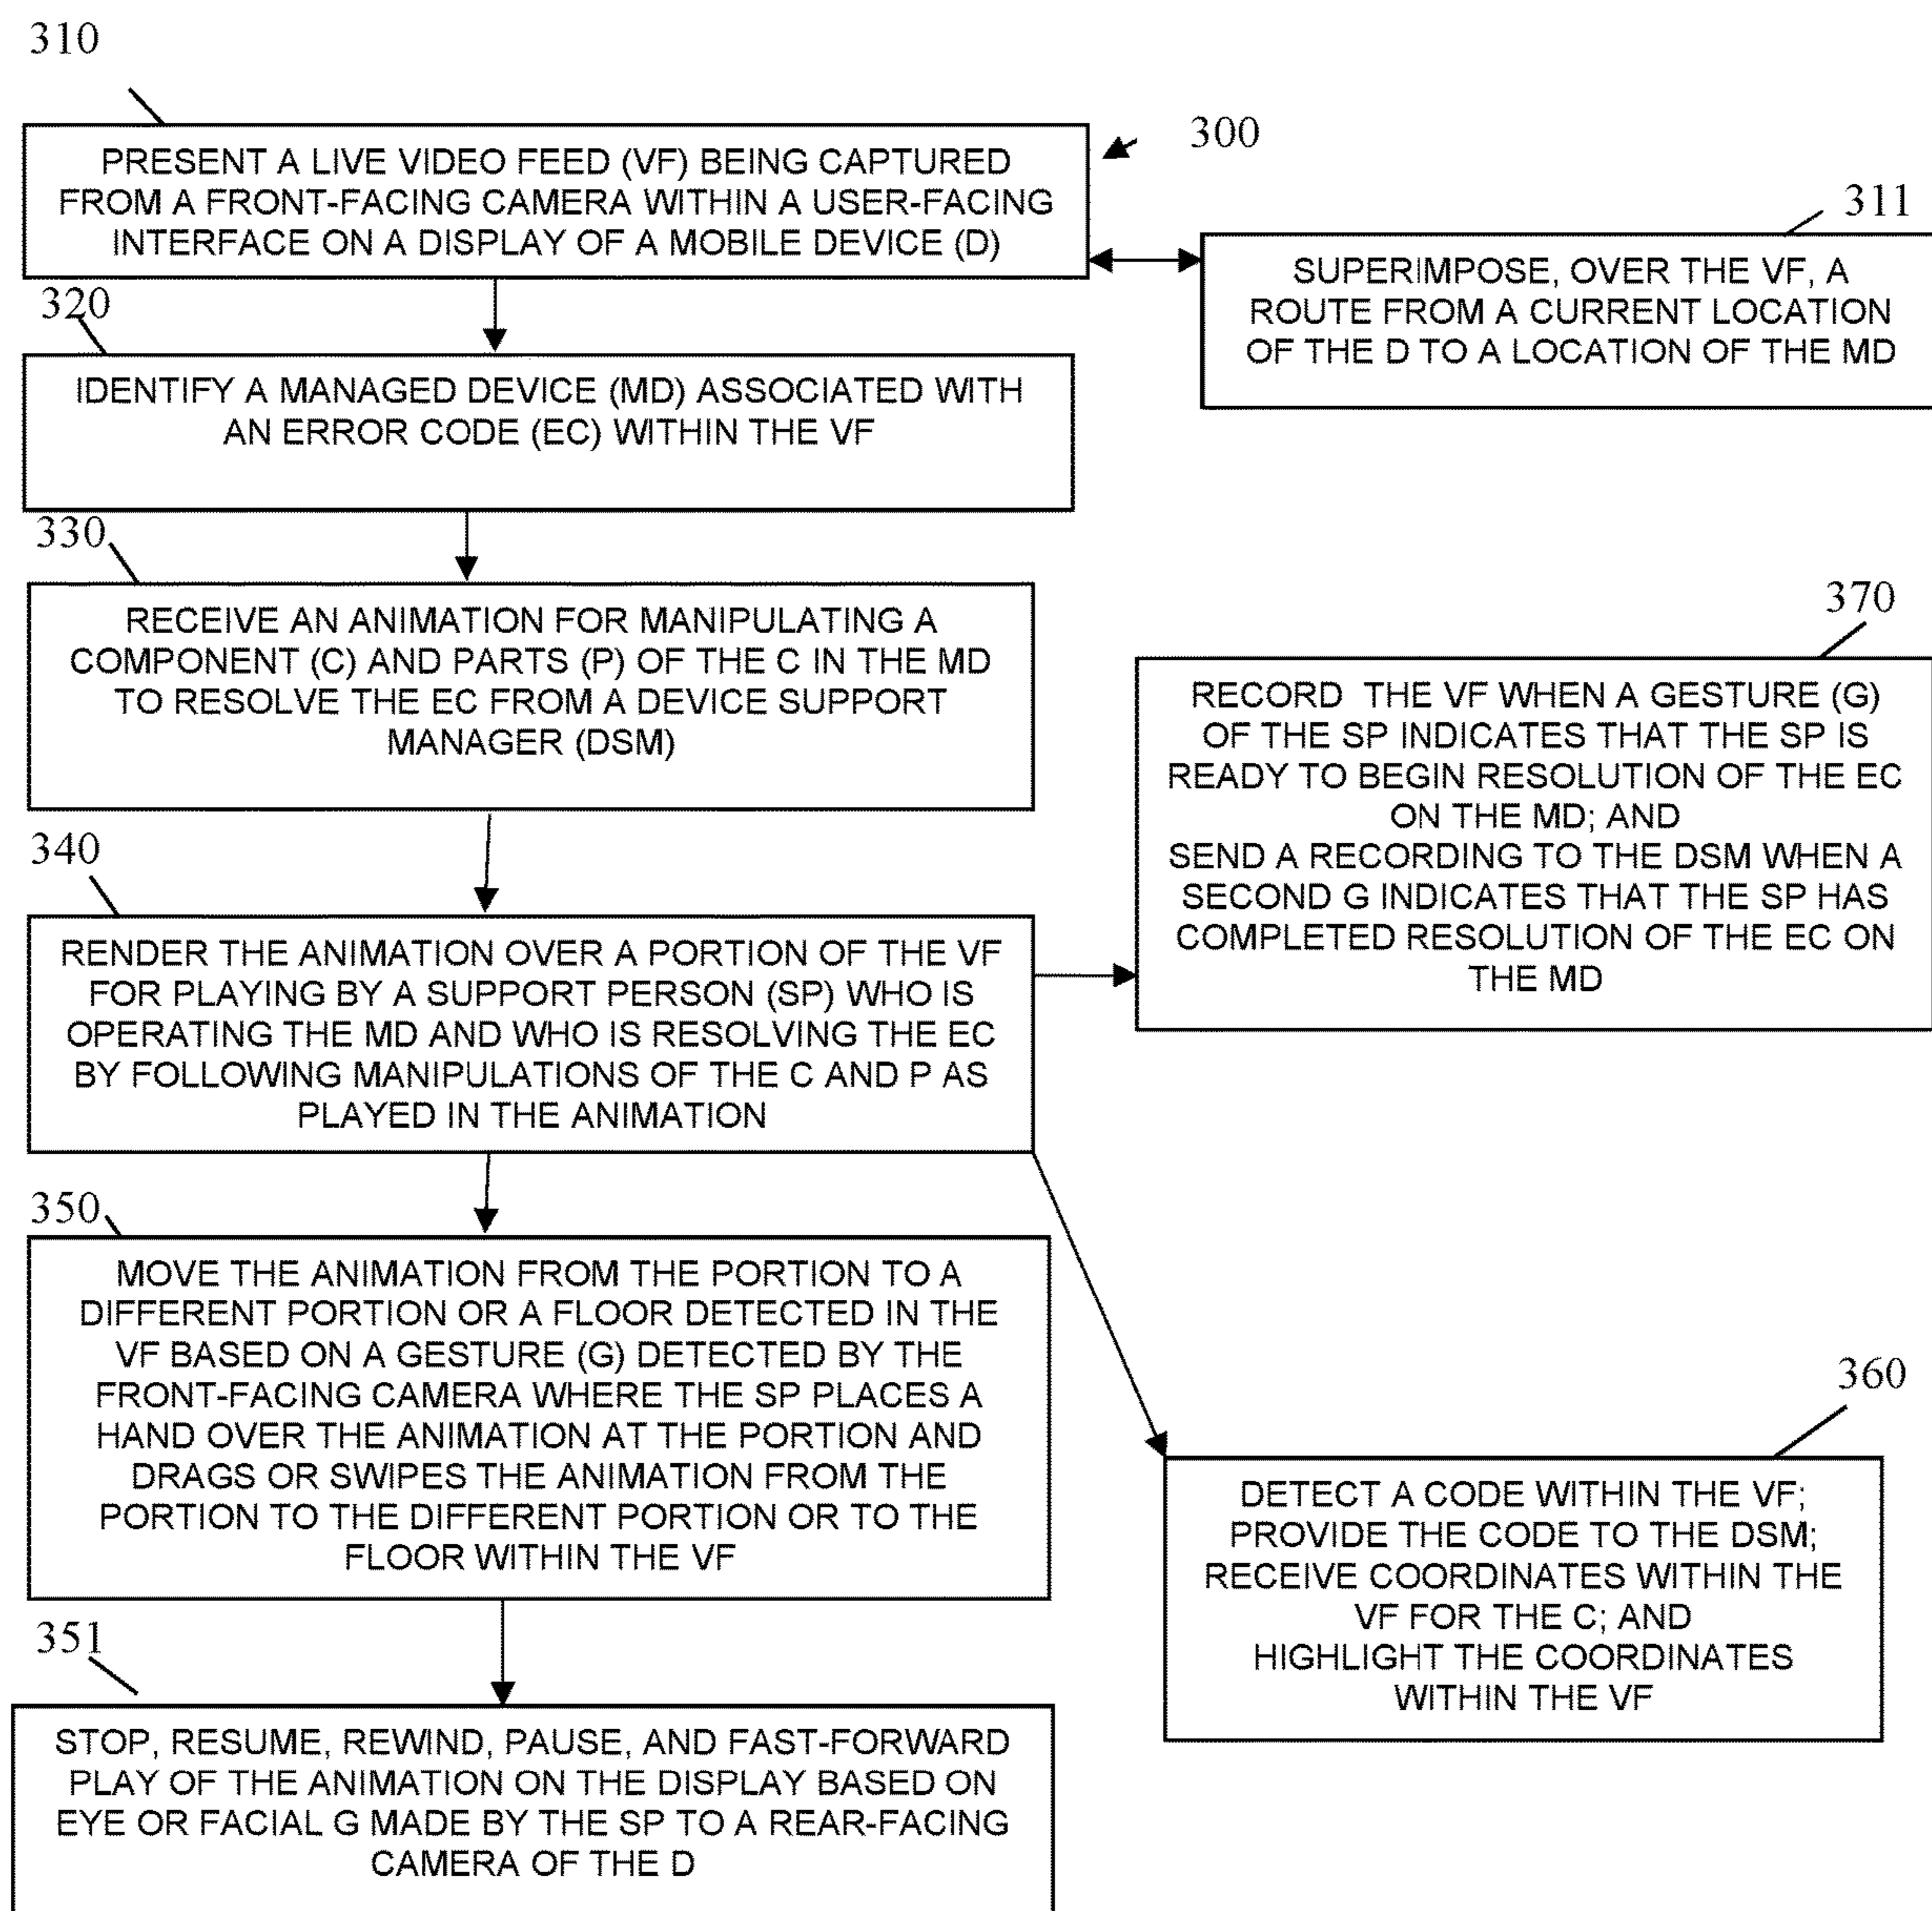 310
300
PRESENT A LIVE VIDEO FEED (VF) BEING CAPTURED
FROM A FRONT-FACING CAMERA WITHIN A USER-FACING
INTERFACE ON A DISPLAY OF A MOBILE DEVICE (D)
311
SUPERIMPOSE, OVER THE VF, A
ROUTE FROM A CURRENT LOCATION
OF THE D TO A LOCATION OF THE MD
320
IDENTIFY A MANAGED DEVICE (MD) ASSOCIATED WITH
AN ERROR CODE (EC) WITHIN THE VF
330
RECEIVE AN ANIMATION FOR MANIPULATING A
COMPONENT (C) AND PARTS (P) OF THE C IN THE MD
TO RESOLVE THE EC FROM A DEVICE SUPPORT
MANAGER (DSM)
370
RECORD THE VF WHEN A GESTURE (G)
OF THE SP INDICATES THAT THE SP IS
READY TO BEGIN RESOLUTION OF THE EC
ON THE MD; AND
SEND A RECORDING TO THE DSM WHEN A
SECOND G INDICATES THAT THE SP HAS
COMPLETED RESOLUTION OF THE EC ON
THE MD
340
RENDER THE ANIMATION OVER A PORTION OF THE VF
FOR PLAYING BY A SUPPORT PERSON (SP) WHO IS
OPERATING THE MD AND WHO IS RESOLVING THE EC
BY FOLLOWING MANIPULATIONS OF THE C AND P AS
PLAYED IN THE ANIMATION
350
MOVE THE ANIMATION FROM THE PORTION TO A
DIFFERENT PORTION OR A FLOOR DETECTED IN THE
VF BASED ON A GESTURE (G) DETECTED BY THE
FRONT-FACING CAMERA WHERE THE SP PLACES A
HAND OVER THE ANIMATION AT THE PORTION AND
DRAGS OR SWIPES THE ANIMATION FROM THE
PORTION TO THE DIFFERENT PORTION OR TO THE
FLOOR WITHIN THE VF
360
DETECT A CODE WITHIN THE VF;
PROVIDE THE CODE TO THE DSM;
RECEIVE COORDINATES WITHIN THE
VF FOR THE C; AND
HIGHLIGHT THE COORDINATES
WITHIN THE VF
351
STOP, RESUME, REWIND, PAUSE, AND FAST-FORWARD
PLAY OF THE ANIMATION ON THE DISPLAY BASED ON
EYE OR FACIAL G MADE BY THE SP TO A REAR-FACING
CAMERA OF THE D